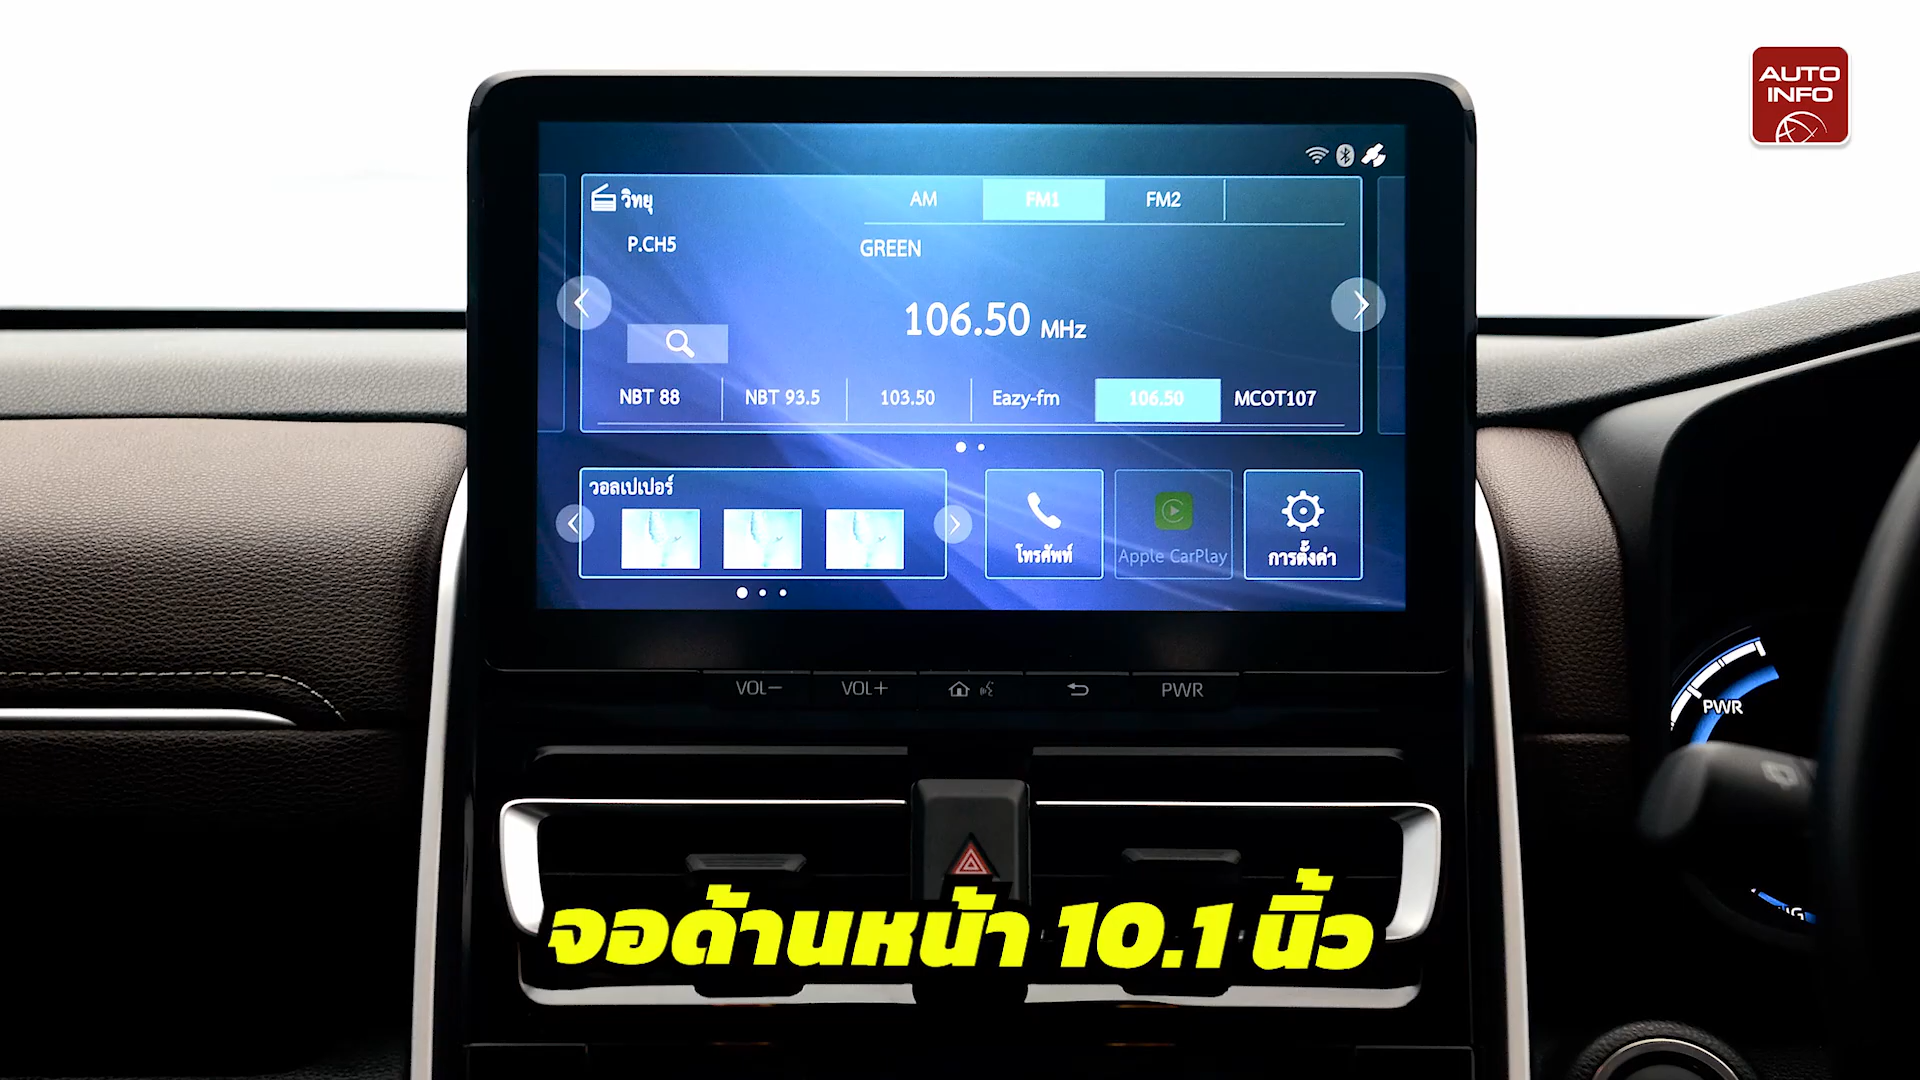 AUTO
INFO
วิทยุ
AM
FM1
FM2
P.CH5
GREEN
106.50 MHz
NBT 88
NBT 93.5
103.50
Eazy-fm
106.50
MCOT107
วอลเปเปอร์
โทรศัพท์
Apple CarPlay
การตั้งค่า
VOL−
VOL+
PWR
PWR
จอด้านหน้า 10.1 นิ้ว